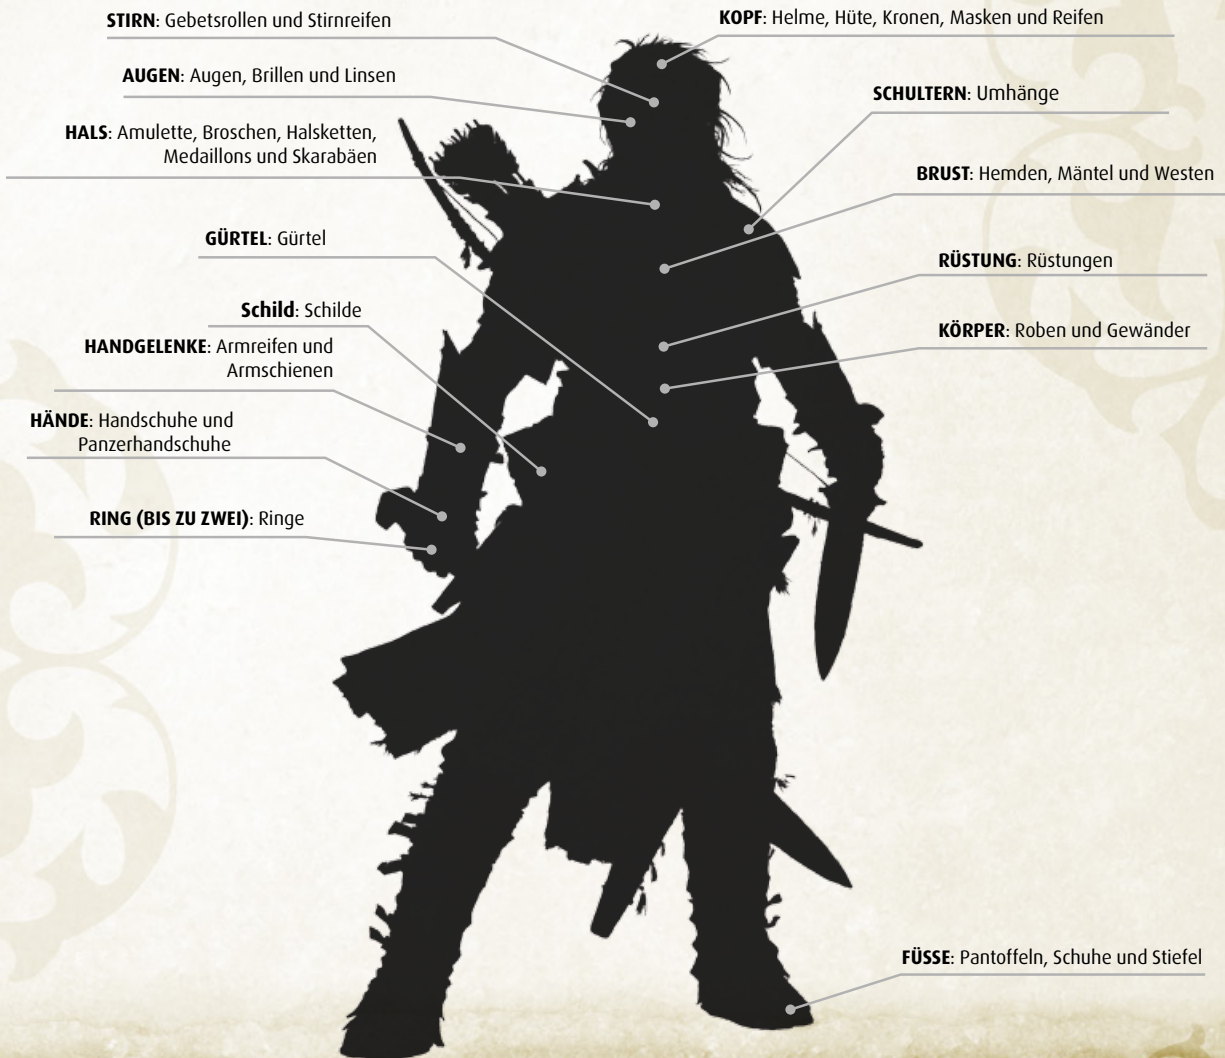 STIRN: Gebetsrollen und Stirnreifen
AUGEN: Augen, Brillen und Linsen
HALS: Amulette, Broschen, Halsketten,
Medaillons und Skarabäen
GÜRTEL: Gürtel
Schild: Schilde
HANDGELENKE: Armreifen und
Armschienen
HÄNDE: Handschuhe und
Panzerhandschuhe
RING (BIS ZU ZWEI): Ringe
KOPF: Helme, Hüte, Kronen, Masken und Reifen
SCHULTERN: Umhänge
BRUST: Hemden, Mäntel und Westen
RÜSTUNG: Rüstungen
KÖRPER: Roben und Gewänder
FÜSSE: Pantoffeln, Schuhe und Stiefel